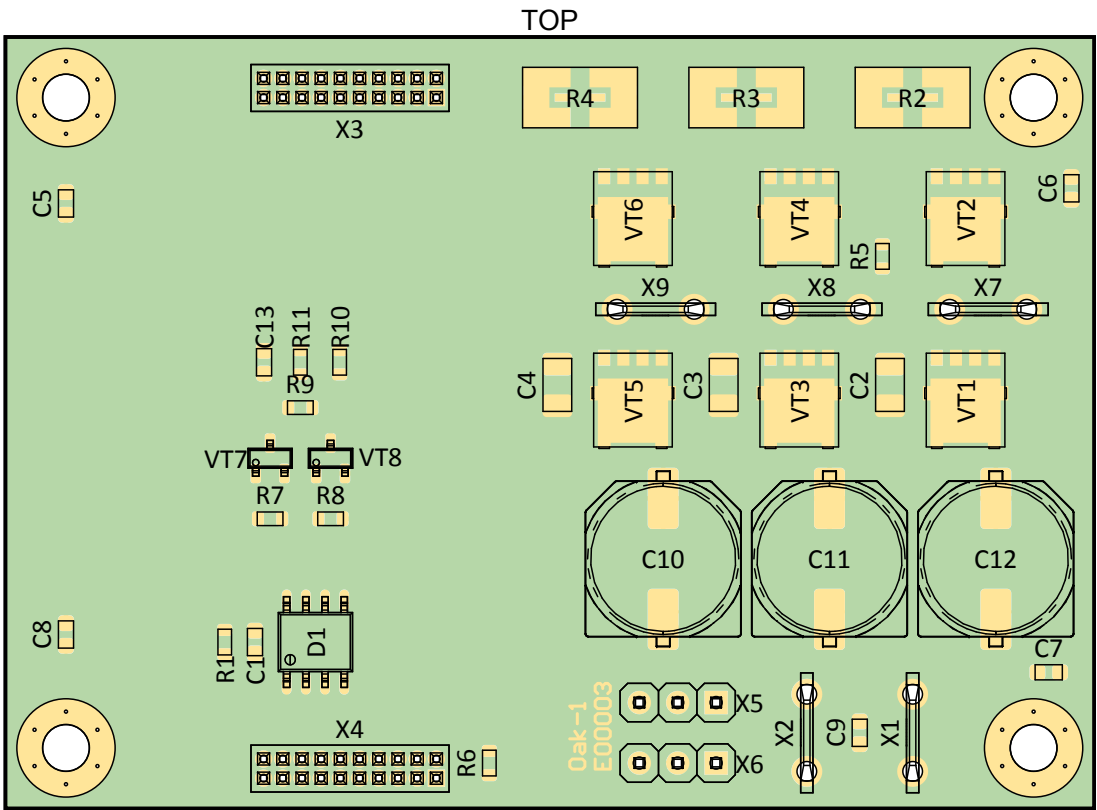 TOP
R4
R3
R2
X3
C5
C6
VT6
VT4
VT2
R5
X9
X8
X7
C13
R11
R10
R9
C4
VT5
C3
VT3
C2
VT1
VT7
VT8
R7
R8
C10
C11
C12
C8
R1
C1
D1
C7
Oak-1
E00003
X5
X2
C9
X1
X4
R6
X6